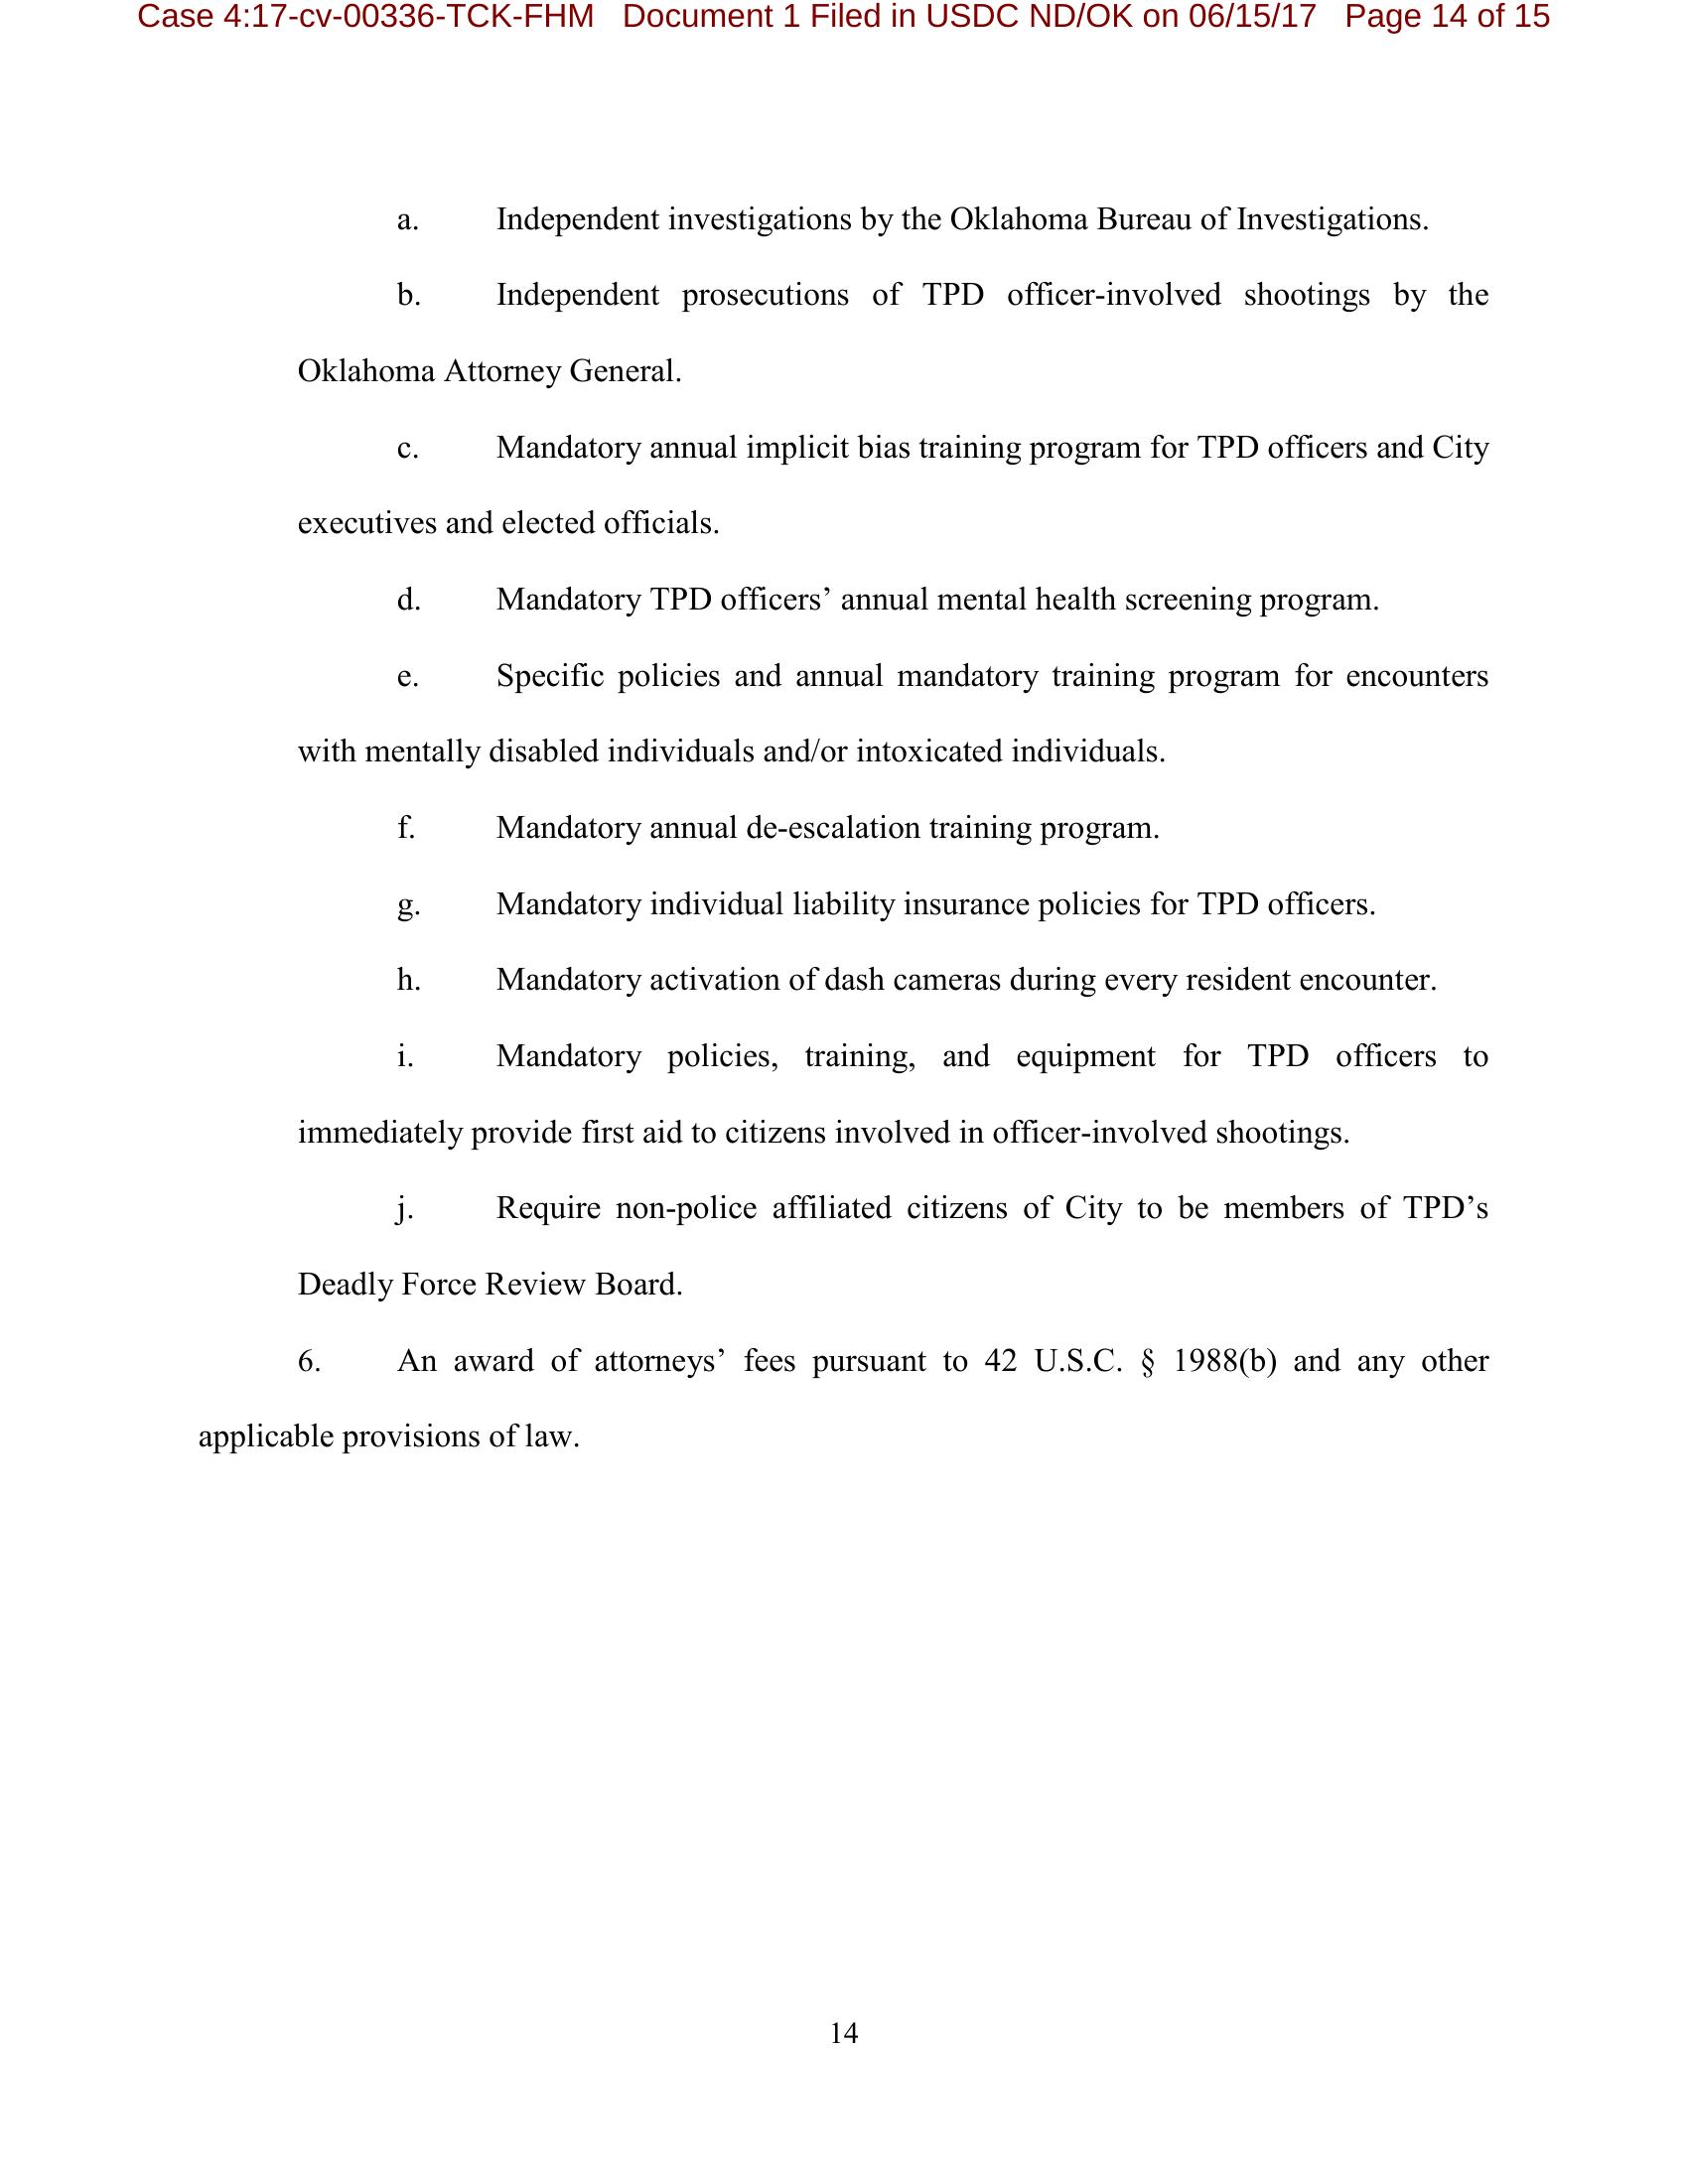 Case 4:17-cv-00336-TCK-FHM Document 1 Filed in USDC ND/OK on 06/15/17 Page 14 of 15
a. Independent investigations by the Oklahoma Bureau of Investigations.
b. Independent prosecutions of TPD officer-involved shootings by the
Oklahoma Attorney General.
c. Mandatory annual implicit bias training program for TPD officers and City
executives and elected officials.
d. Mandatory TPD officers’ annual mental health screening program.
e. Specific policies and annual mandatory training program for encounters
with mentally disabled individuals and/or intoxicated individuals.
f. Mandatory annual de-escalation training program.
g. Mandatory individual liability insurance policies for TPD officers.
h. Mandatory activation of dash cameras during every resident encounter.
i. Mandatory policies, training, and equipment for TPD officers to
immediately provide first aid to citizens involved in officer-involved shootings.
j. Require non-police affiliated citizens of City to be members of TPD’s
Deadly Force Review Board.
6. An award of attorneys’ fees pursuant to 42 U.S.C. § 1988(b) and any other
applicable provisions of law.
14